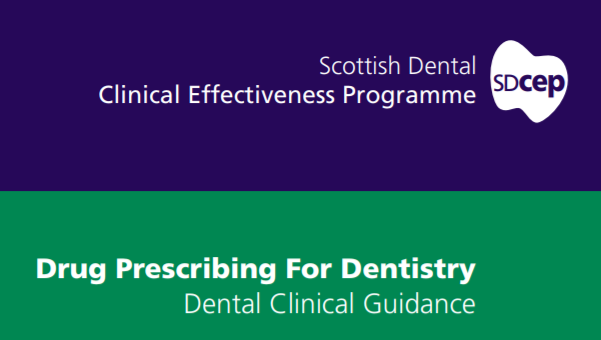 Scottish Dental
Clinical Effectiveness Programme
SDcep
Drug Prescribing For Dentistry
Dental Clinical Guidance